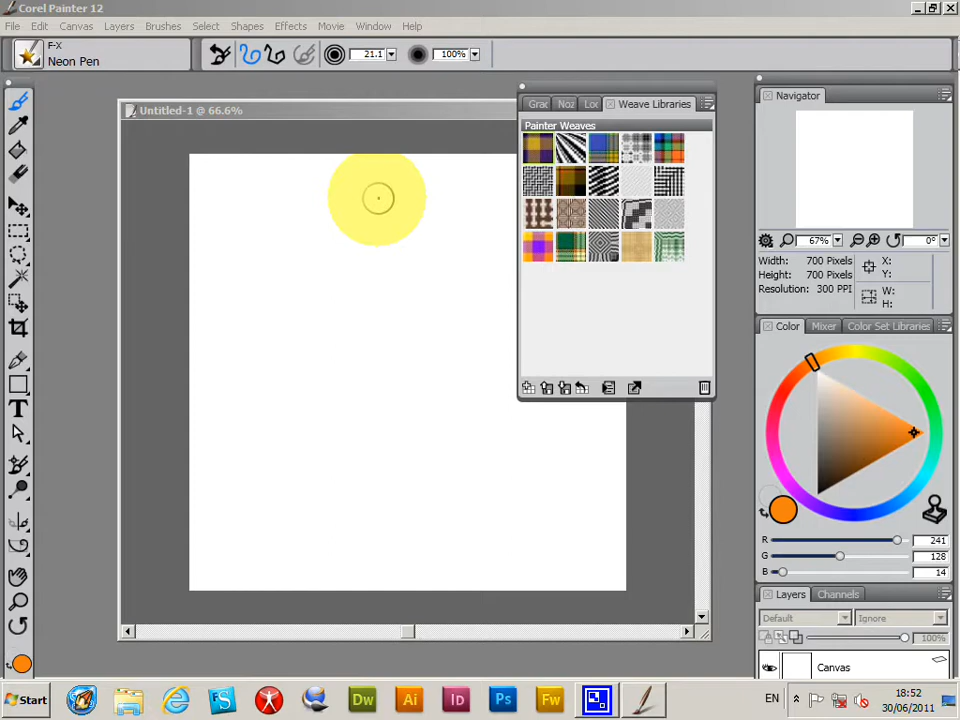 Corel Painter 12
File Edit Canvas Layers Brushes Select Shapes Effects Movie Window Help
F-X
Neon Pen
21.1
100%
Untitled-1 @ 66.6%
Grac Noz Loc Weave Libraries
Painter Weaves
Navigator
67%
0°
Width: 700 Pixels
Height: 700 Pixels
Resolution: 300 PPI
X:
Y:
W:
H:
Color Mixer Color Set Libraries
R 241
G 128
B 14
Layers Channels
Default Ignore
100%
Canvas
T
Start
FS
Dw
Ai
Id
Ps
Fw
EN
18:52
30/06/2011